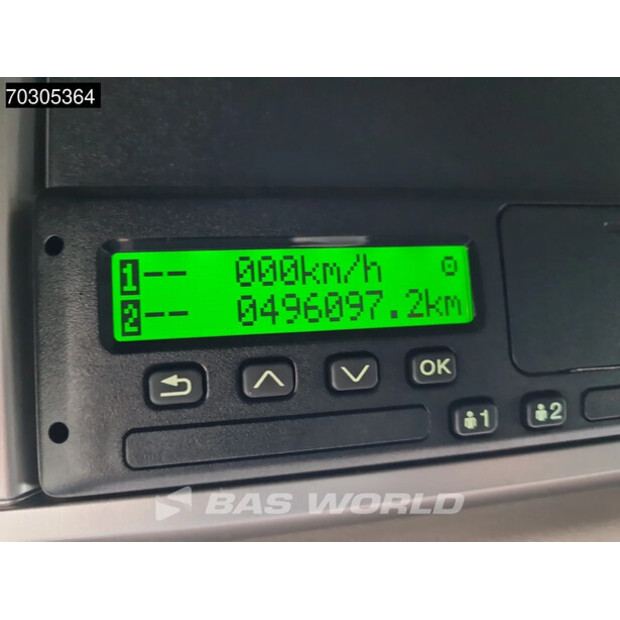 70305364
1-- 000km/h
2-- 0496097.2km
OK
1 2
BAS WORLD